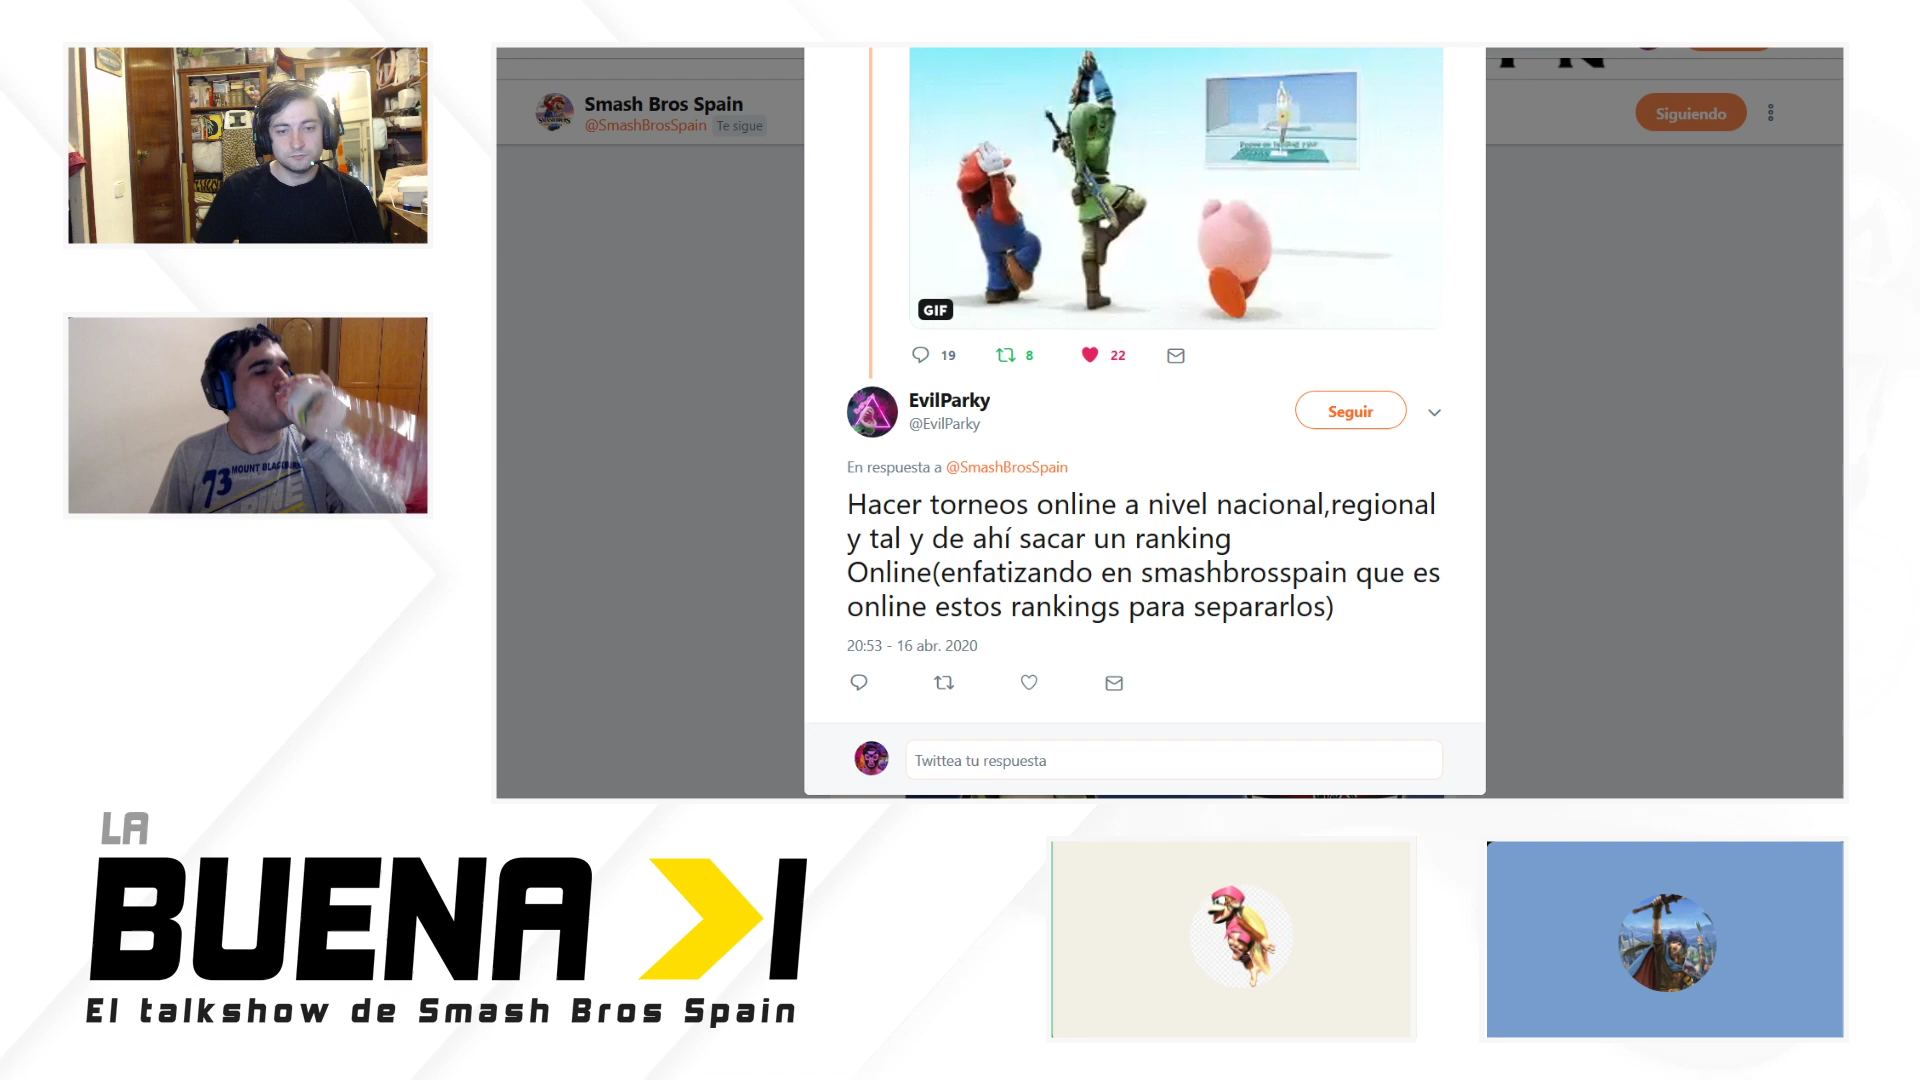 Smash Bros Spain
@SmashBrosSpain Te sigue
Siguiendo
GIF
19
8
22
EvilParky
@EvilParky
Seguir
En respuesta a @SmashBrosSpain
Hacer torneos online a nivel nacional,regional
y tal y de ahí sacar un ranking
Online(enfatizando en smashbrosspain que es
online estos rankings para separarlos)
20:53 - 16 abr. 2020
Twittea tu respuesta
73
LA
BUENA I
El talkshow de Smash Bros Spain